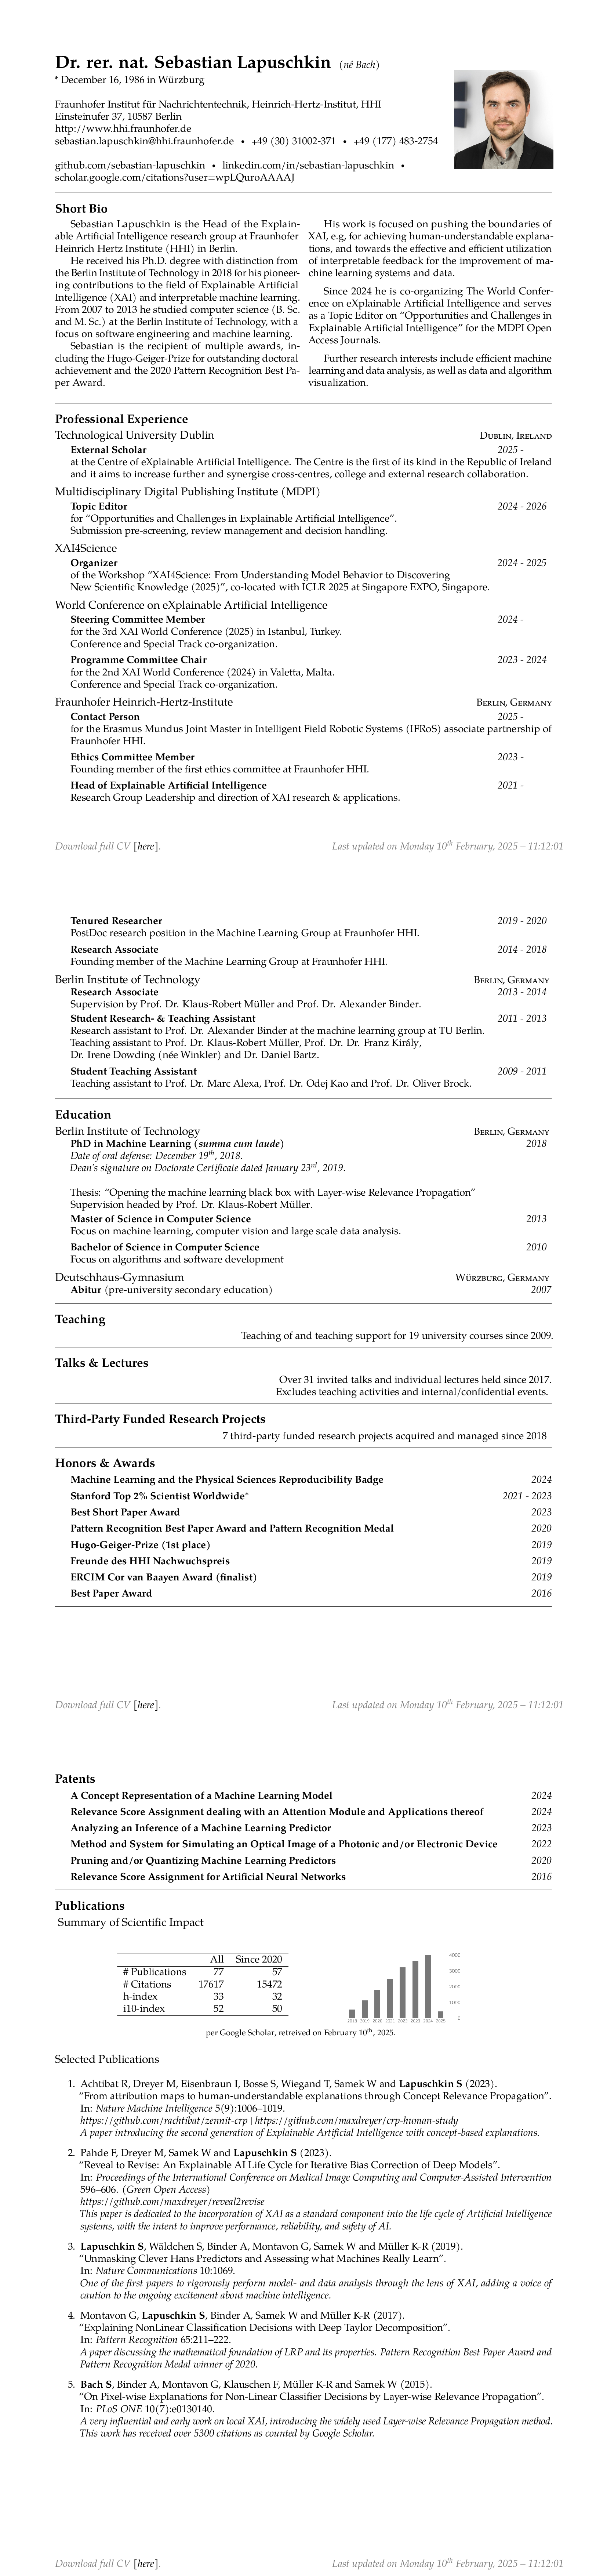 Dr. rer. nat. Sebastian Lapuschkin (né Bach)
* December 16, 1986 in Würzburg
Fraunhofer Institut für Nachrichtentechnik, Heinrich-Hertz-Institut, HHI
Einsteinufer 37, 10587 Berlin
http://www.hhi.fraunhofer.de
sebastian.lapuschkin@hhi.fraunhofer.de • +49 (30) 31002-371 • +49 (177) 483-2754
github.com/sebastian-lapuschkin • linkedin.com/in/sebastian-lapuschkin •
scholar.google.com/citations?user=wpLQuroAAAAJ
Short Bio
Sebastian Lapuschkin is the Head of the Explain-
able Artificial Intelligence research group at Fraunhofer
Heinrich Hertz Institute (HHI) in Berlin.
He received his Ph.D. degree with distinction from
the Berlin Institute of Technology in 2018 for his pioneer-
ing contributions to the field of Explainable Artificial
Intelligence (XAI) and interpretable machine learning.
From 2007 to 2013 he studied computer science (B. Sc.
and M. Sc.) at the Berlin Institute of Technology, with a
focus on software engineering and machine learning.
Sebastian is the recipient of multiple awards, in-
cluding the Hugo-Geiger-Prize for outstanding doctoral
achievement and the 2020 Pattern Recognition Best Pa-
per Award.
His work is focused on pushing the boundaries of
XAI, e.g, for achieving human-understandable explana-
tions, and towards the effective and efficient utilization
of interpretable feedback for the improvement of ma-
chine learning systems and data.
Since 2024 he is co-organizing The World Confer-
ence on eXplainable Artificial Intelligence and serves
as a Topic Editor on “Opportunities and Challenges in
Explainable Artificial Intelligence” for the MDPI Open
Access Journals.
Further research interests include efficient machine
learning and data analysis, as well as data and algorithm
visualization.
Professional Experience
Technological University Dublin Dublin, Ireland
External Scholar 2025 -
at the Centre of eXplainable Artificial Intelligence. The Centre is the first of its kind in the Republic of Ireland
and it aims to increase further and synergise cross-centres, college and external research collaboration.
Multidisciplinary Digital Publishing Institute (MDPI)
Topic Editor 2024 - 2026
for “Opportunities and Challenges in Explainable Artificial Intelligence”.
Submission pre-screening, review management and decision handling.
XAI4Science
Organizer 2024 - 2025
of the Workshop “XAI4Science: From Understanding Model Behavior to Discovering
New Scientific Knowledge (2025)”, co-located with ICLR 2025 at Singapore EXPO, Singapore.
World Conference on eXplainable Artificial Intelligence
Steering Committee Member 2024 -
for the 3rd XAI World Conference (2025) in Istanbul, Turkey.
Conference and Special Track co-organization.
Programme Committee Chair 2023 - 2024
for the 2nd XAI World Conference (2024) in Valetta, Malta.
Conference and Special Track co-organization.
Fraunhofer Heinrich-Hertz-Institute Berlin, Germany
Contact Person 2025 -
for the Erasmus Mundus Joint Master in Intelligent Field Robotic Systems (IFRoS) associate partnership of
Fraunhofer HHI.
Ethics Committee Member 2023 -
Founding member of the first ethics committee at Fraunhofer HHI.
Head of Explainable Artificial Intelligence 2021 -
Research Group Leadership and direction of XAI research & applications.
Download full CV [here]. Last updated on Monday 10th February, 2025 – 11:12:01
Tenured Researcher 2019 - 2020
PostDoc research position in the Machine Learning Group at Fraunhofer HHI.
Research Associate 2014 - 2018
Founding member of the Machine Learning Group at Fraunhofer HHI.
Berlin Institute of Technology Berlin, Germany
Research Associate 2013 - 2014
Supervision by Prof. Dr. Klaus-Robert Müller and Prof. Dr. Alexander Binder.
Student Research- & Teaching Assistant 2011 - 2013
Research assistant to Prof. Dr. Alexander Binder at the machine learning group at TU Berlin.
Teaching assistant to Prof. Dr. Klaus-Robert Müller, Prof. Dr. Dr. Franz Király,
Dr. Irene Dowding (née Winkler) and Dr. Daniel Bartz.
Student Teaching Assistant 2009 - 2011
Teaching assistant to Prof. Dr. Marc Alexa, Prof. Dr. Odej Kao and Prof. Dr. Oliver Brock.
Education
Berlin Institute of Technology Berlin, Germany
PhD in Machine Learning (summa cum laude) 2018
Date of oral defense: December 19th, 2018.
Dean's signature on Doctorate Certificate dated January 23rd, 2019.
Thesis: “Opening the machine learning black box with Layer-wise Relevance Propagation”
Supervision headed by Prof. Dr. Klaus-Robert Müller.
Master of Science in Computer Science 2013
Focus on machine learning, computer vision and large scale data analysis.
Bachelor of Science in Computer Science 2010
Focus on algorithms and software development
Deutschhaus-Gymnasium Würzburg, Germany
Abitur (pre-university secondary education) 2007
Teaching
Teaching of and teaching support for 19 university courses since 2009.
Talks & Lectures
Over 31 invited talks and individual lectures held since 2017.
Excludes teaching activities and internal/confidential events.
Third-Party Funded Research Projects
7 third-party funded research projects acquired and managed since 2018
Honors & Awards
Machine Learning and the Physical Sciences Reproducibility Badge 2024
Stanford Top 2% Scientist Worldwide* 2021 - 2023
Best Short Paper Award 2023
Pattern Recognition Best Paper Award and Pattern Recognition Medal 2020
Hugo-Geiger-Prize (1st place) 2019
Freunde des HHI Nachwuchspreis 2019
ERCIM Cor van Baayen Award (finalist) 2019
Best Paper Award 2016
Download full CV [here]. Last updated on Monday 10th February, 2025 – 11:12:01
Patents
A Concept Representation of a Machine Learning Model 2024
Relevance Score Assignment dealing with an Attention Module and Applications thereof 2024
Analyzing an Inference of a Machine Learning Predictor 2023
Method and System for Simulating an Optical Image of a Photonic and/or Electronic Device 2022
Pruning and/or Quantizing Machine Learning Predictors 2020
Relevance Score Assignment for Artificial Neural Networks 2016
Publications
Summary of Scientific Impact
All Since 2020
# Publications 77 57
# Citations 17617 15472
h-index 33 32
i10-index 52 50
4000
3000
2000
1000
0
2018 2019 2020 2021 2022 2023 2024 2025
per Google Scholar, retreived on February 10th, 2025.
Selected Publications
1. Achtibat R, Dreyer M, Eisenbraun I, Bosse S, Wiegand T, Samek W and Lapuschkin S (2023).
“From attribution maps to human-understandable explanations through Concept Relevance Propagation”.
In: Nature Machine Intelligence 5(9):1006–1019.
https://github.com/rachtibat/zennit-crp | https://github.com/maxdreyer/crp-human-study
A paper introducing the second generation of Explainable Artificial Intelligence with concept-based explanations.
2. Pahde F, Dreyer M, Samek W and Lapuschkin S (2023).
“Reveal to Revise: An Explainable AI Life Cycle for Iterative Bias Correction of Deep Models”.
In: Proceedings of the International Conference on Medical Image Computing and Computer-Assisted Intervention
596–606. (Green Open Access)
https://github.com/maxdreyer/reveal2revise
This paper is dedicated to the incorporation of XAI as a standard component into the life cycle of Artificial Intelligence
systems, with the intent to improve performance, reliability, and safety of AI.
3. Lapuschkin S, Wäldchen S, Binder A, Montavon G, Samek W and Müller K-R (2019).
“Unmasking Clever Hans Predictors and Assessing what Machines Really Learn”.
In: Nature Communications 10:1069.
One of the first papers to rigorously perform model- and data analysis through the lens of XAI, adding a voice of
caution to the ongoing excitement about machine intelligence.
4. Montavon G, Lapuschkin S, Binder A, Samek W and Müller K-R (2017).
“Explaining NonLinear Classification Decisions with Deep Taylor Decomposition”.
In: Pattern Recognition 65:211–222.
A paper discussing the mathematical foundation of LRP and its properties. Pattern Recognition Best Paper Award and
Pattern Recognition Medal winner of 2020.
5. Bach S, Binder A, Montavon G, Klauschen F, Müller K-R and Samek W (2015).
“On Pixel-wise Explanations for Non-Linear Classifier Decisions by Layer-wise Relevance Propagation”.
In: PLoS ONE 10(7):e0130140.
A very influential and early work on local XAI, introducing the widely used Layer-wise Relevance Propagation method.
This work has received over 5300 citations as counted by Google Scholar.
Download full CV [here]. Last updated on Monday 10th February, 2025 – 11:12:01